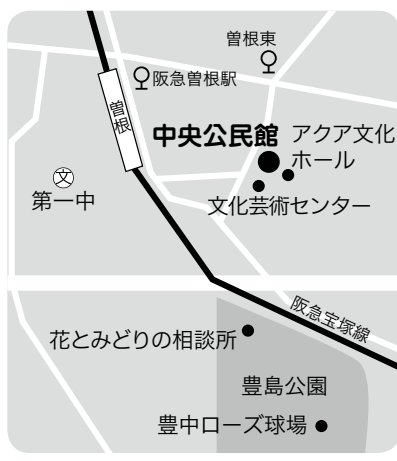 曽根東
阪急曽根駅
曽根
中央公民館
アクア文化
ホール
文
第一中
文化芸術センター
阪急宝塚線
花とみどりの相談所
豊島公園
豊中ローズ球場